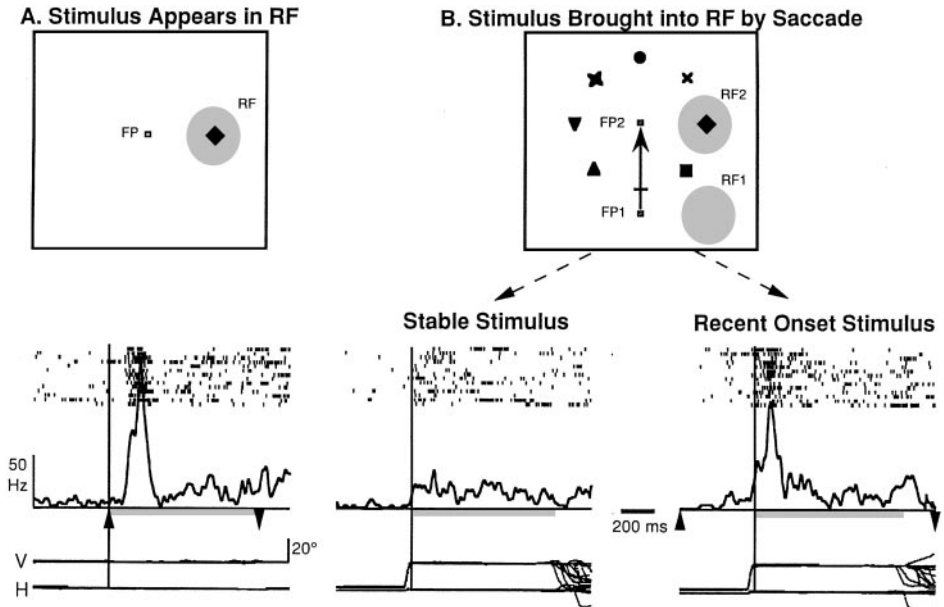 A. Stimulus Appears in RF
B. Stimulus Brought into RF by Saccade
RF
FP
RF2
FP2
RF1
FP1
Stable Stimulus
Recent Onset Stimulus
50
Hz
200 ms
20°
V
H